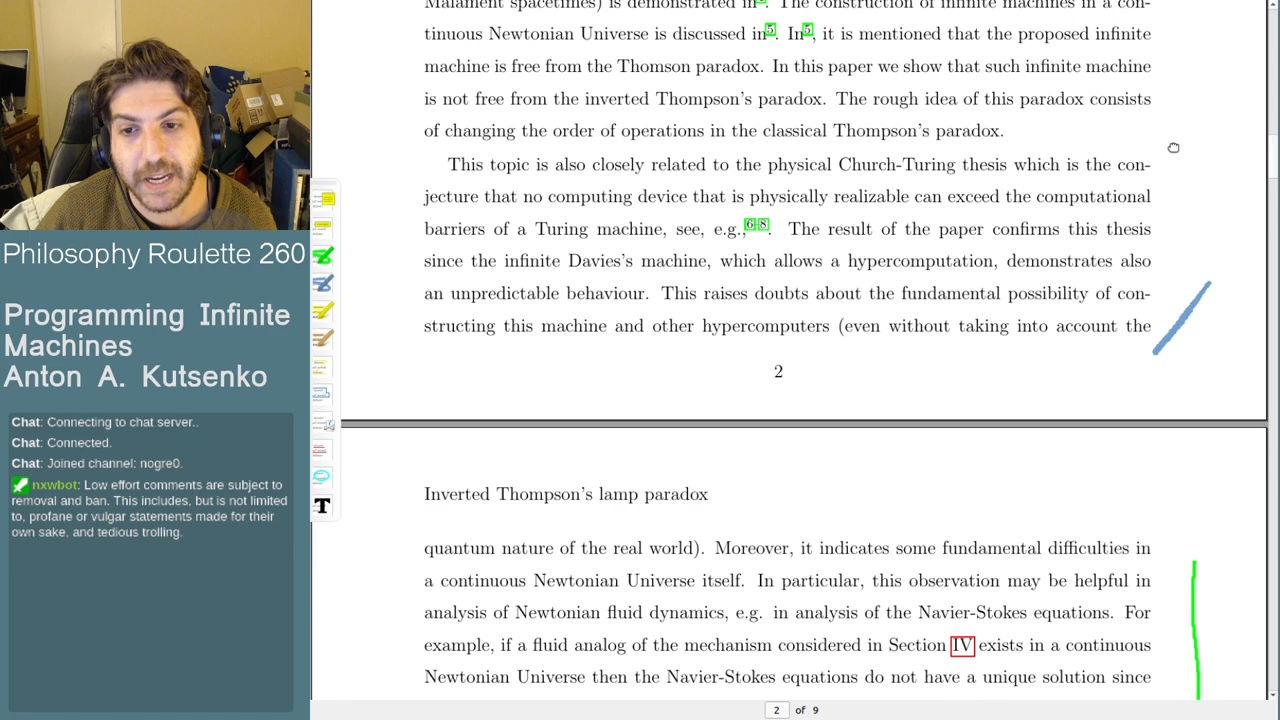 Philosophy Roulette 260
Programming Infinite
Machines
Anton A. Kutsenko
Chat: Connecting to chat server..
Chat: Connected.
Chat: Joined channel: nogre0.
nxwbot: Low effort comments are subject to
removal and ban. This includes, but is not limited
to, profane or vulgar statements made for their
own sake, and tedious trolling.
T
Malament spacetimes) is demonstrated in. The construction of infinite machines in a con-
tinuous Newtonian Universe is discussed in5. In5, it is mentioned that the proposed infinite
machine is free from the Thomson paradox. In this paper we show that such infinite machine
is not free from the inverted Thompson's paradox. The rough idea of this paradox consists
of changing the order of operations in the classical Thompson's paradox.
This topic is also closely related to the physical Church-Turing thesis which is the con-
jecture that no computing device that is physically realizable can exceed the computational
barriers of a Turing machine, see, e.g.,6–8. The result of the paper confirms this thesis
since the infinite Davies's machine, which allows a hypercomputation, demonstrates also
an unpredictable behaviour. This raises doubts about the fundamental possibility of con-
structing this machine and other hypercomputers (even without taking into account the
2
Inverted Thompson lamp paradox
quantum nature of the real world). Moreover, it indicates some fundamental difficulties in
a continuous Newtonian Universe itself. In particular, this observation may be helpful in
analysis of Newtonian fluid dynamics, e.g. in analysis of the Navier-Stokes equations. For
example, if a fluid analog of the mechanism considered in Section IV exists in a continuous
Newtonian Universe then the Navier-Stokes equations do not have a unique solution since
2 of 9